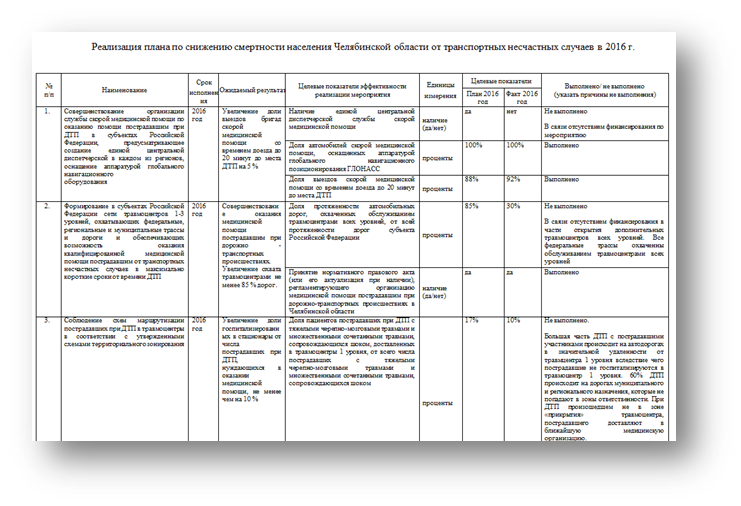 Реализация плана по снижению смертности населения Челябинской области от транспортных несчастных случаев в 2016 г.
№
п/п
Наименование
Срок
исполнен
ия
Ожидаемый результат
Целевые показатели эффективности
реализации мероприятия
Единицы
измерения
Целевые показатели
План 2016
год
Факт 2016
год
Выполнено/ не выполнено
(указать причины не выполнения)
1.
Совершенствование организации
службы скорой медицинской помощи по
оказанию помощи пострадавшим при
ДТП в субъектах Российской
Федерации, предусматривающее
создание единой центральной
диспетчерской в каждом из регионов,
оснащение аппаратурой глобального
навигационного
оборудования
2016
год
Увеличение доли
выездов бригад
скорой
медицинской
помощи со
временем доезда до
20 минут до места
ДТП на 5 %
Наличие единой центральной
диспетчерской службы скорой
медицинской помощи
наличие
(да/нет)
да
нет
Не выполнено
В связи отсутствием финансирования по
мероприятию
Доля автомобилей скорой медицинской
помощи, оснащенных аппаратурой
глобального навигационного
позиционирования ГЛОНАСС
проценты
100%
100%
Выполнено
Доля выездов скорой медицинской
помощи со временем доезда до 20 минут
до места ДТП
проценты
88%
92%
Выполнено
2.
Формирование в субъектах Российской
Федерации сети травмоцентров 1-3
уровней, охватывающих федеральные,
региональные и муниципальные трассы
и дороги и обеспечивающих
возможность оказания
квалифицированной медицинской
помощи пострадавшим от транспортных
несчастных случаев в максимально
короткие сроки от времени ДТП
2016
год
Совершенствовани
е оказания
медицинской
помощи
пострадавшим при
дорожно -
транспортных
происшествиях.
Увеличение охвата
травмоцентрами не
менее 85 % дорог.
Доля протяженности автомобильных
дорог, охваченных обслуживанием
травмоцентрами всех уровней, от всей
протяженности дорог субъекта
Российской Федерации
проценты
85%
30%
Не выполнено
В связи отсутствием финансирования в
части открытия дополнительных
травмоцентров всех уровней. Все
федеральные трассы охвачены
обслуживанием травмоцентрами всех
уровней
Принятие нормативного правового акта
(или его актуализация при наличии),
регламентирующего организацию
медицинской помощи пострадавшим при
дорожно-транспортных происшествиях в
Челябинской области
наличие
(да/нет)
да
да
Выполнено
3.
Соблюдение схем маршрутизации
пострадавших при ДТП в травмоцентры
в соответствии с утвержденными
схемами территориального зонирования
2016
год
Увеличение доли
госпитализированн
ых в стационары от
числа
пострадавших при
ДТП,
нуждающихся в
оказании
медицинской
помощи, не менее
чем на 10 %
Доля пациентов пострадавших при ДТП с
тяжелыми черепно-мозговыми травмами и
множественными сочетанными травмами,
сопровождающихся шоком, доставленных
в травмоцентры 1 уровня, от всего числа
пострадавших с тяжелыми
черепно-мозговыми травмами и
множественными сочетанными травмами,
сопровождающихся шоком
проценты
17%
10%
Не выполнено.
Большая часть ДТП с пострадавшими
участниками происходит на автодорогах
в значительной удаленности от
травмцентра 1 уровня вследствие чего
пострадавшие не госпитализируются в
травмцентр 1 уровня. 60% ДТП
происходит на дорогах муниципального
и регионального назначения, которые не
попадают в зоны ответственности. При
ДТП произошедшем не в зоне
«прикрытия» травмоцентра,
пострадавшего доставляют в
ближайшую медицинскую
организацию.